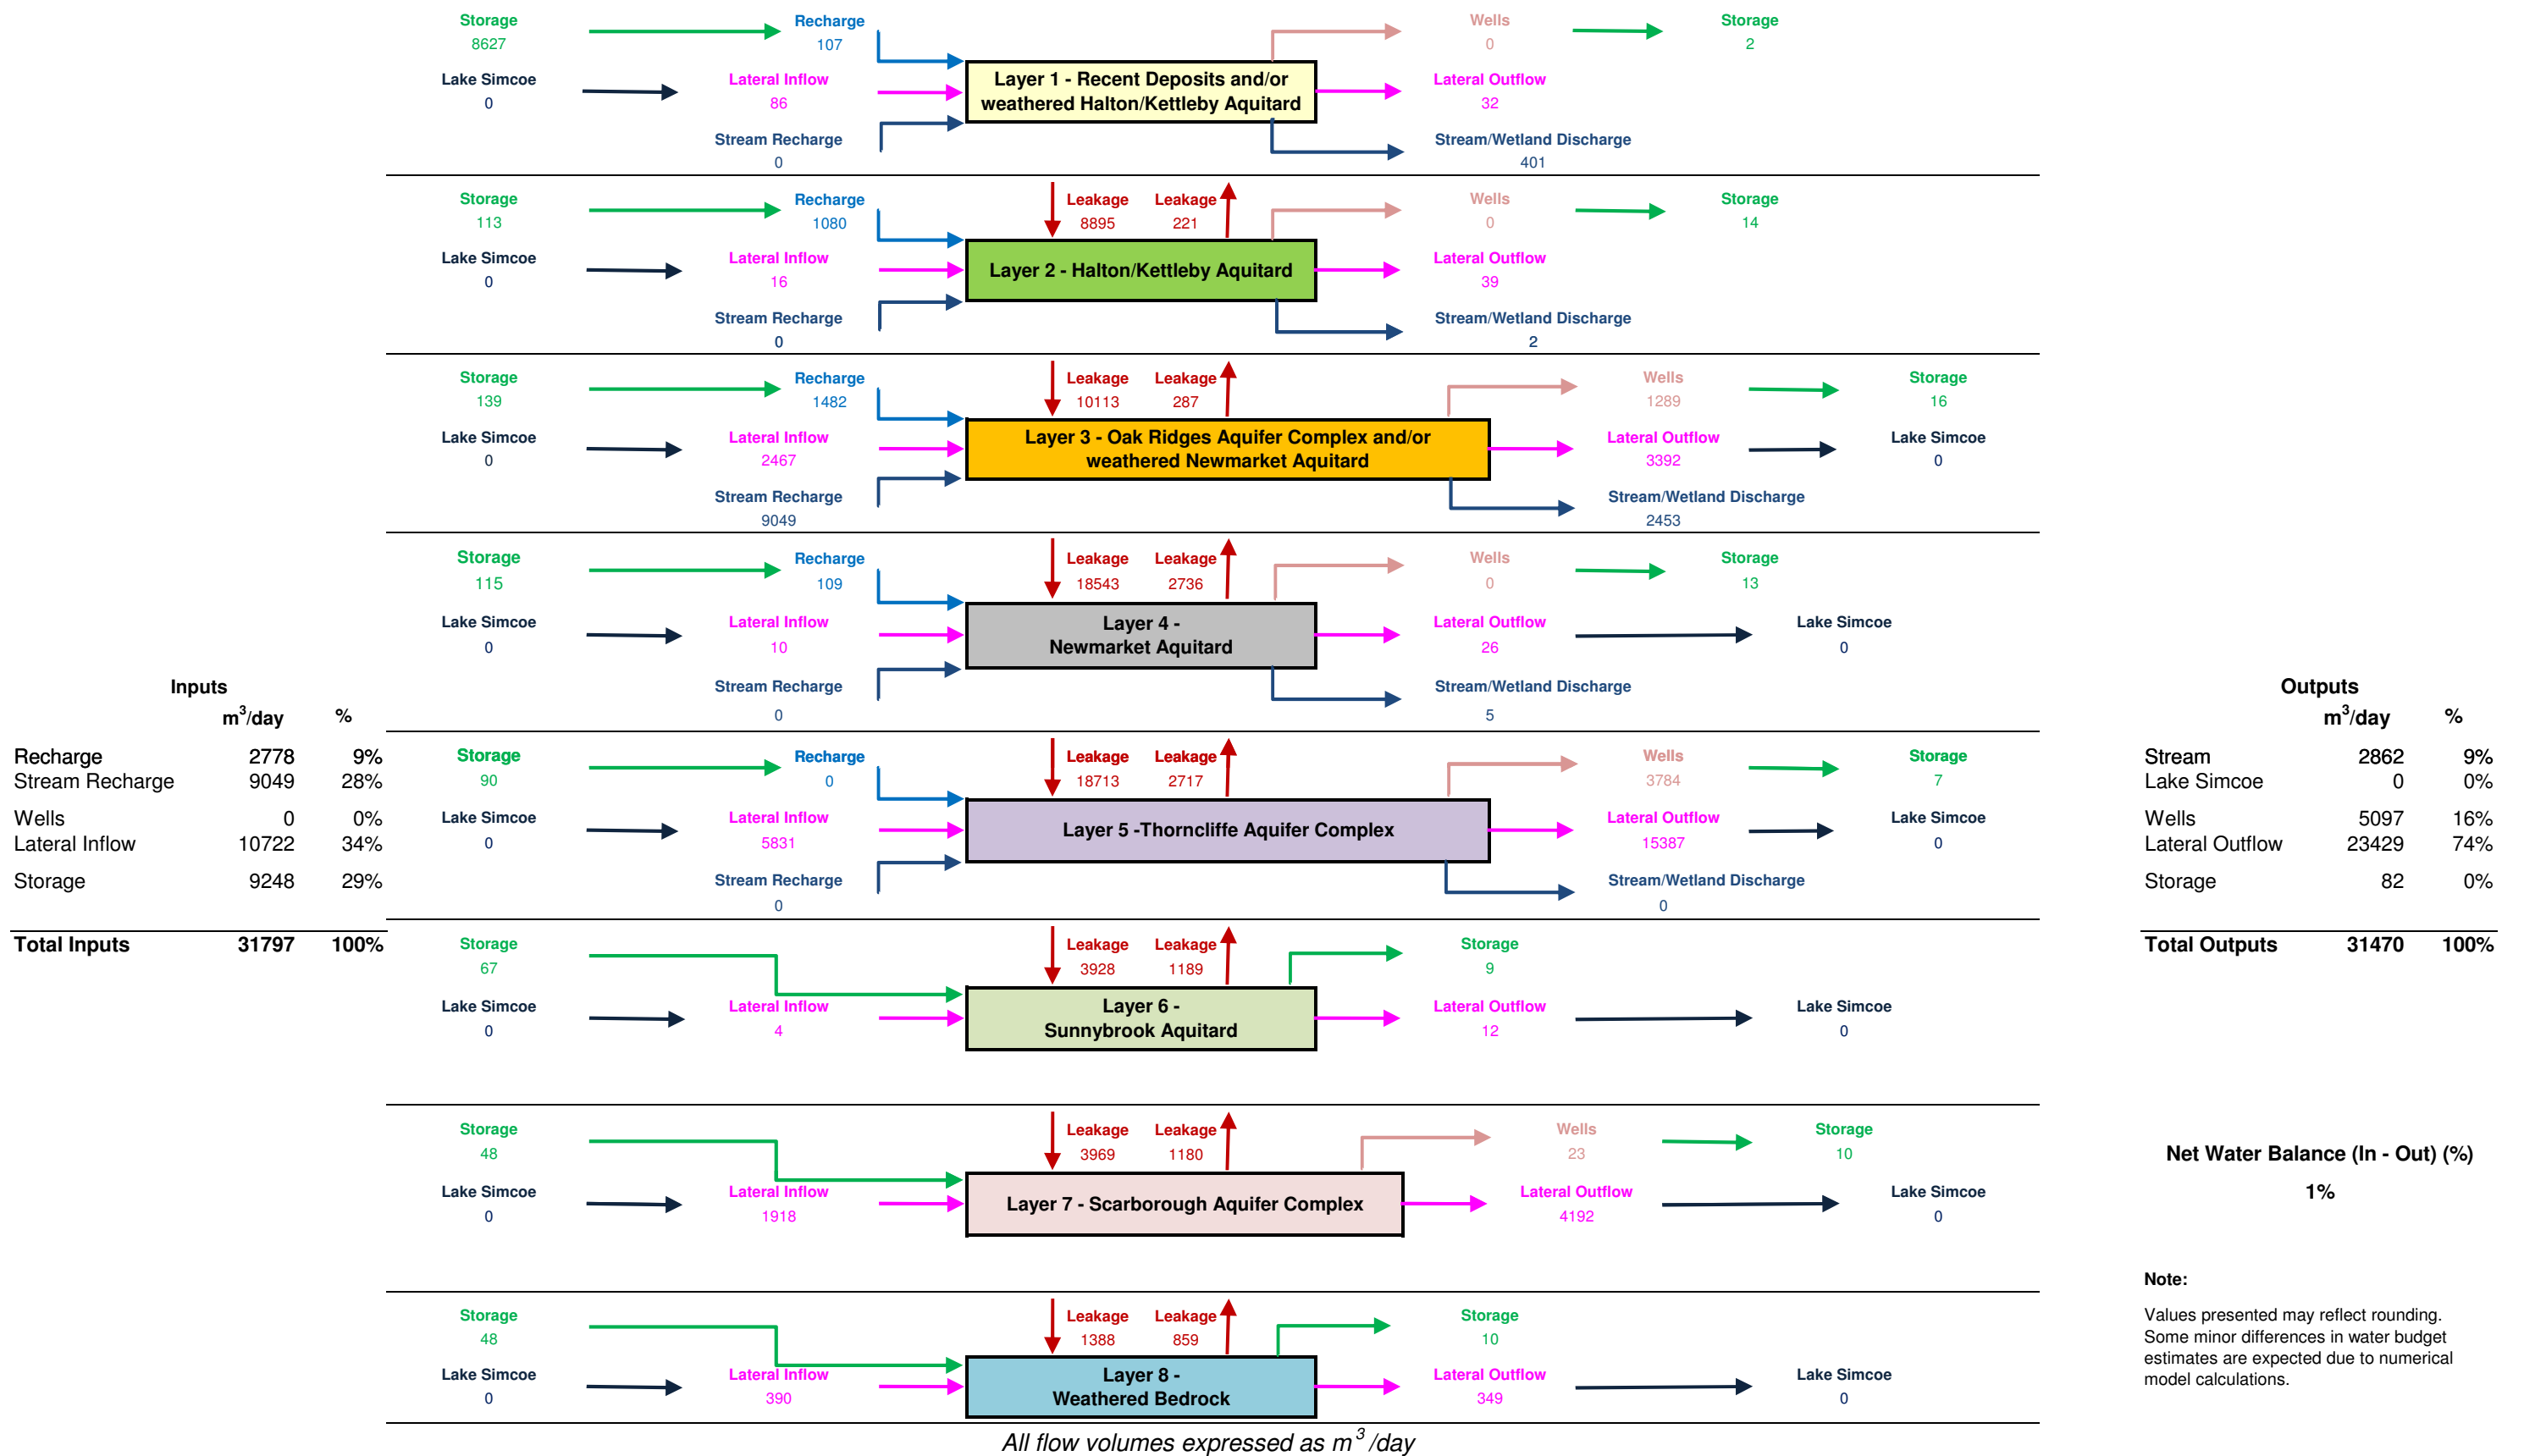 Storage Recharge Wells Storage
8627 107 0 2
Layer 1 - Recent Deposits and/or
weathered Halton/Kettleby Aquitard
Lake Simcoe Lateral Inflow Lateral Outflow
0 86 32
Stream Recharge Stream/Wetland Discharge
0 401
Storage Recharge Leakage Leakage Wells Storage
113 1080 8895 221 0 14
Lake Simcoe Lateral Inflow Layer 2 - Halton/Kettleby Aquitard Lateral Outflow
0 16 39
Stream Recharge Stream/Wetland Discharge
0 2
Storage Recharge Leakage Leakage Wells Storage
139 1482 10113 287 1289 16
Layer 3 - Oak Ridges Aquifer Complex and/or
weathered Newmarket Aquitard
Lake Simcoe Lateral Inflow Lateral Outflow Lake Simcoe
0 2467 3392 0
Stream Recharge Stream/Wetland Discharge
9049 2453
Storage Recharge Leakage Leakage Wells Storage
115 109 18543 2736 0 13
Layer 4 -
Newmarket Aquitard
Lake Simcoe Lateral Inflow Lateral Outflow Lake Simcoe
0 10 26 0
Stream Recharge Stream/Wetland Discharge
0 5
Storage Recharge Leakage Leakage Wells Storage
90 0 18713 2717 3784 7
Lake Simcoe Lateral Inflow Layer 5 -Thorncliffe Aquifer Complex Lateral Outflow Lake Simcoe
0 5831 15387 0
Stream Recharge Stream/Wetland Discharge
0 0
Storage Leakage Leakage Storage
67 3928 1189 9
Layer 6 -
Sunnybrook Aquitard
Lake Simcoe Lateral Inflow Lateral Outflow Lake Simcoe
0 4 12 0
Storage Leakage Leakage Wells Storage
48 3969 1180 23 10
Lake Simcoe Lateral Inflow Layer 7 - Scarborough Aquifer Complex Lateral Outflow Lake Simcoe
0 1918 4192 0
Storage Leakage Leakage Storage
48 1388 859 10
Layer 8 -
Weathered Bedrock
Lake Simcoe Lateral Inflow Lateral Outflow Lake Simcoe
0 390 349 0
All flow volumes expressed as m³/day
Inputs
m³/day %
Recharge 2778 9%
Stream Recharge 9049 28%
Wells 0 0%
Lateral Inflow 10722 34%
Storage 9248 29%
Total Inputs 31797 100%
Outputs
m³/day %
Stream 2862 9%
Lake Simcoe 0 0%
Wells 5097 16%
Lateral Outflow 23429 74%
Storage 82 0%
Total Outputs 31470 100%
Net Water Balance (In - Out) (%)
1%
Note:
Values presented may reflect rounding.
Some minor differences in water budget
estimates are expected due to numerical
model calculations.